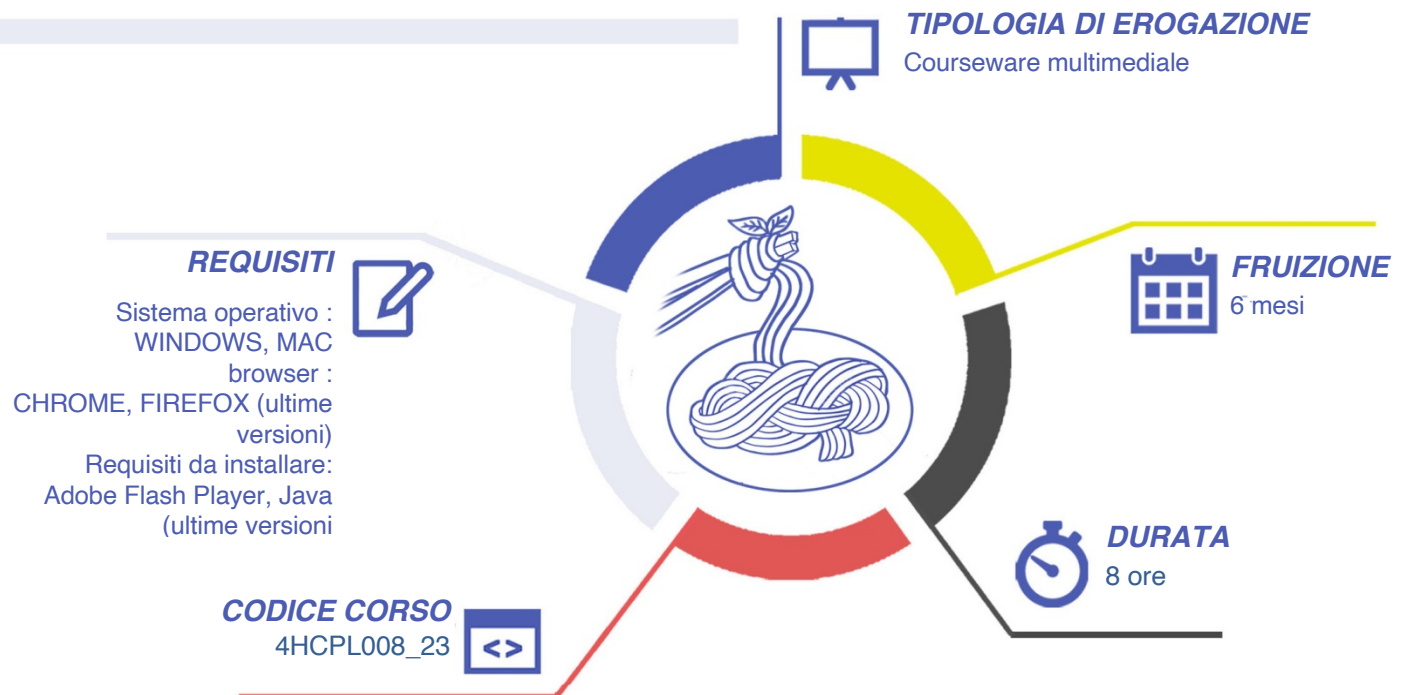 TIPOLOGIA DI EROGAZIONE
Courseware multimediale
REQUISITI
Sistema operativo :
WINDOWS, MAC
browser :
CHROME, FIREFOX (ultime
versioni)
Requisiti da installare:
Adobe Flash Player, Java
(ultime versioni
FRUIZIONE
6 mesi
DURATA
8 ore
CODICE CORSO
4HCPL008_23
<>